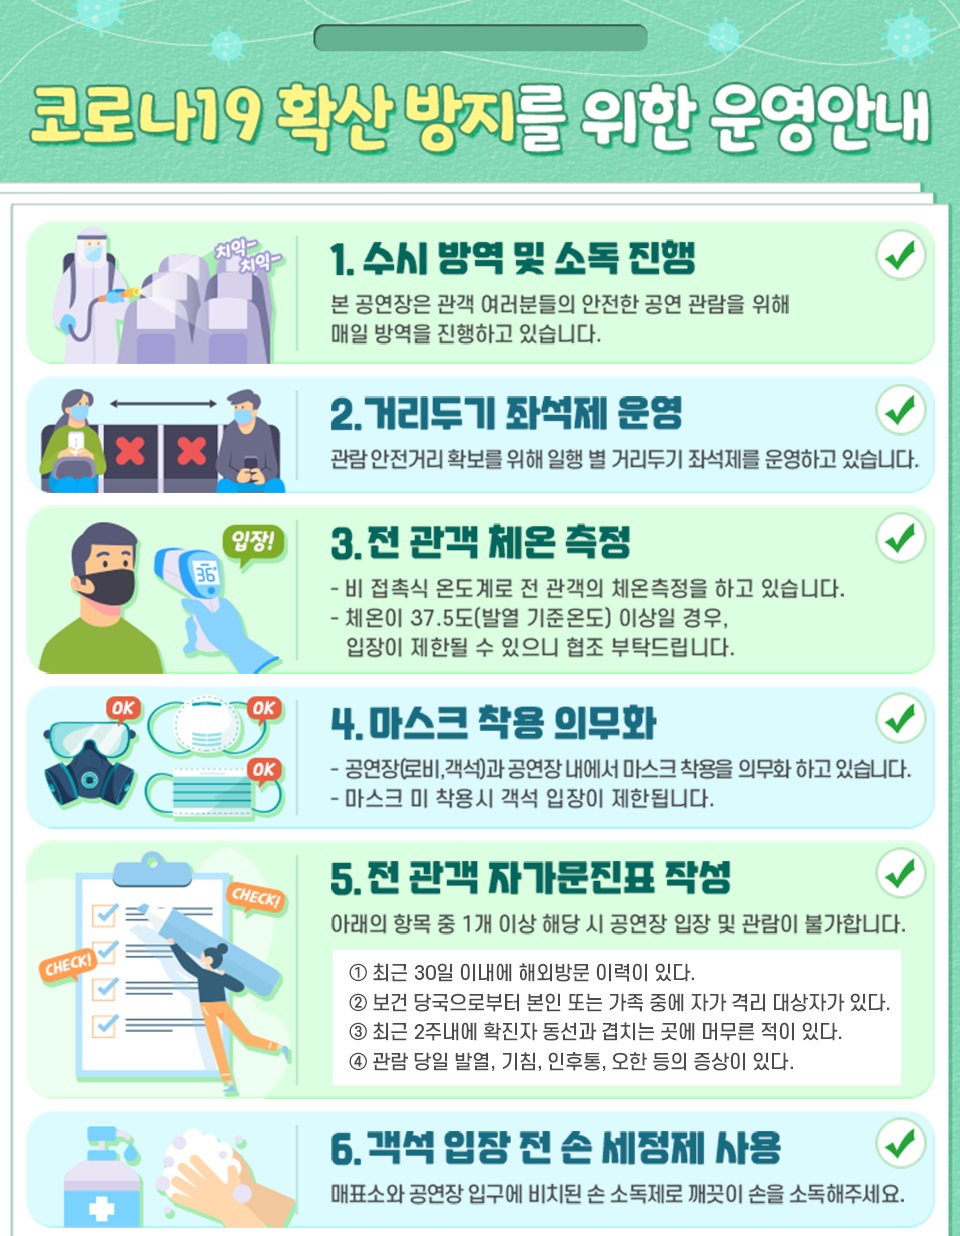 코로나19 확산 방지를 위한 운영안내
치익~
치익~
1. 수시 방역 및 소독 진행
본 공연장은 관객 여러분들의 안전한 공연 관람을 위해
매일 방역을 진행하고 있습니다.
2. 거리두기 좌석제 운영
관람 안전거리 확보를 위해 일행 별 거리두기 좌석제를 운영하고 있습니다.
입장!
36°
3. 전 관객 체온 측정
- 비 접촉식 온도계로 전 관객의 체온측정을 하고 있습니다.
- 체온이 37.5도(발열 기준온도) 이상일 경우,
입장이 제한될 수 있으니 협조 부탁드립니다.
OK
OK
OK
4. 마스크 착용 의무화
- 공연장(로비,객석)과 공연장 내에서 마스크 착용을 의무화 하고 있습니다.
- 마스크 미 착용시 객석 입장이 제한됩니다.
CHECK!
CHECK!
5. 전 관객 자가문진표 작성
아래의 항목 중 1개 이상 해당 시 공연장 입장 및 관람이 불가합니다.
① 최근 30일 이내에 해외방문 이력이 있다.
② 보건 당국으로부터 본인 또는 가족 중에 자가 격리 대상자가 있다.
③ 최근 2주내에 확진자 동선과 겹치는 곳에 머무른 적이 있다.
④ 관람 당일 발열, 기침, 인후통, 오한 등의 증상이 있다.
6. 객석 입장 전 손 세정제 사용
매표소와 공연장 입구에 비치된 손 소독제로 깨끗이 손을 소독해주세요.